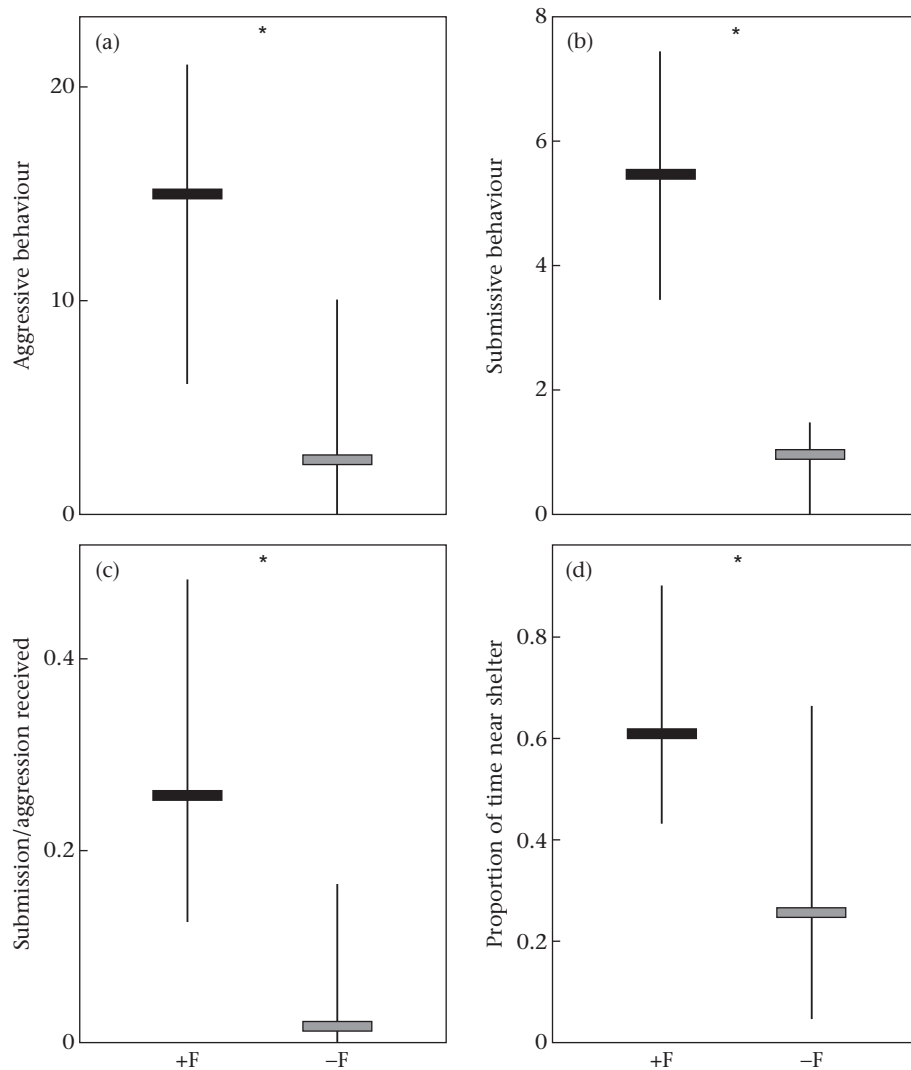 (a)
*
20
10
0
Aggressive behaviour
(b)
*
8
6
4
2
0
Submissive behaviour
(c)
*
0.4
0.2
0
Submission/aggression received
+F
−F
(d)
*
0.8
0.6
0.4
0.2
0
Proportion of time near shelter
+F
−F